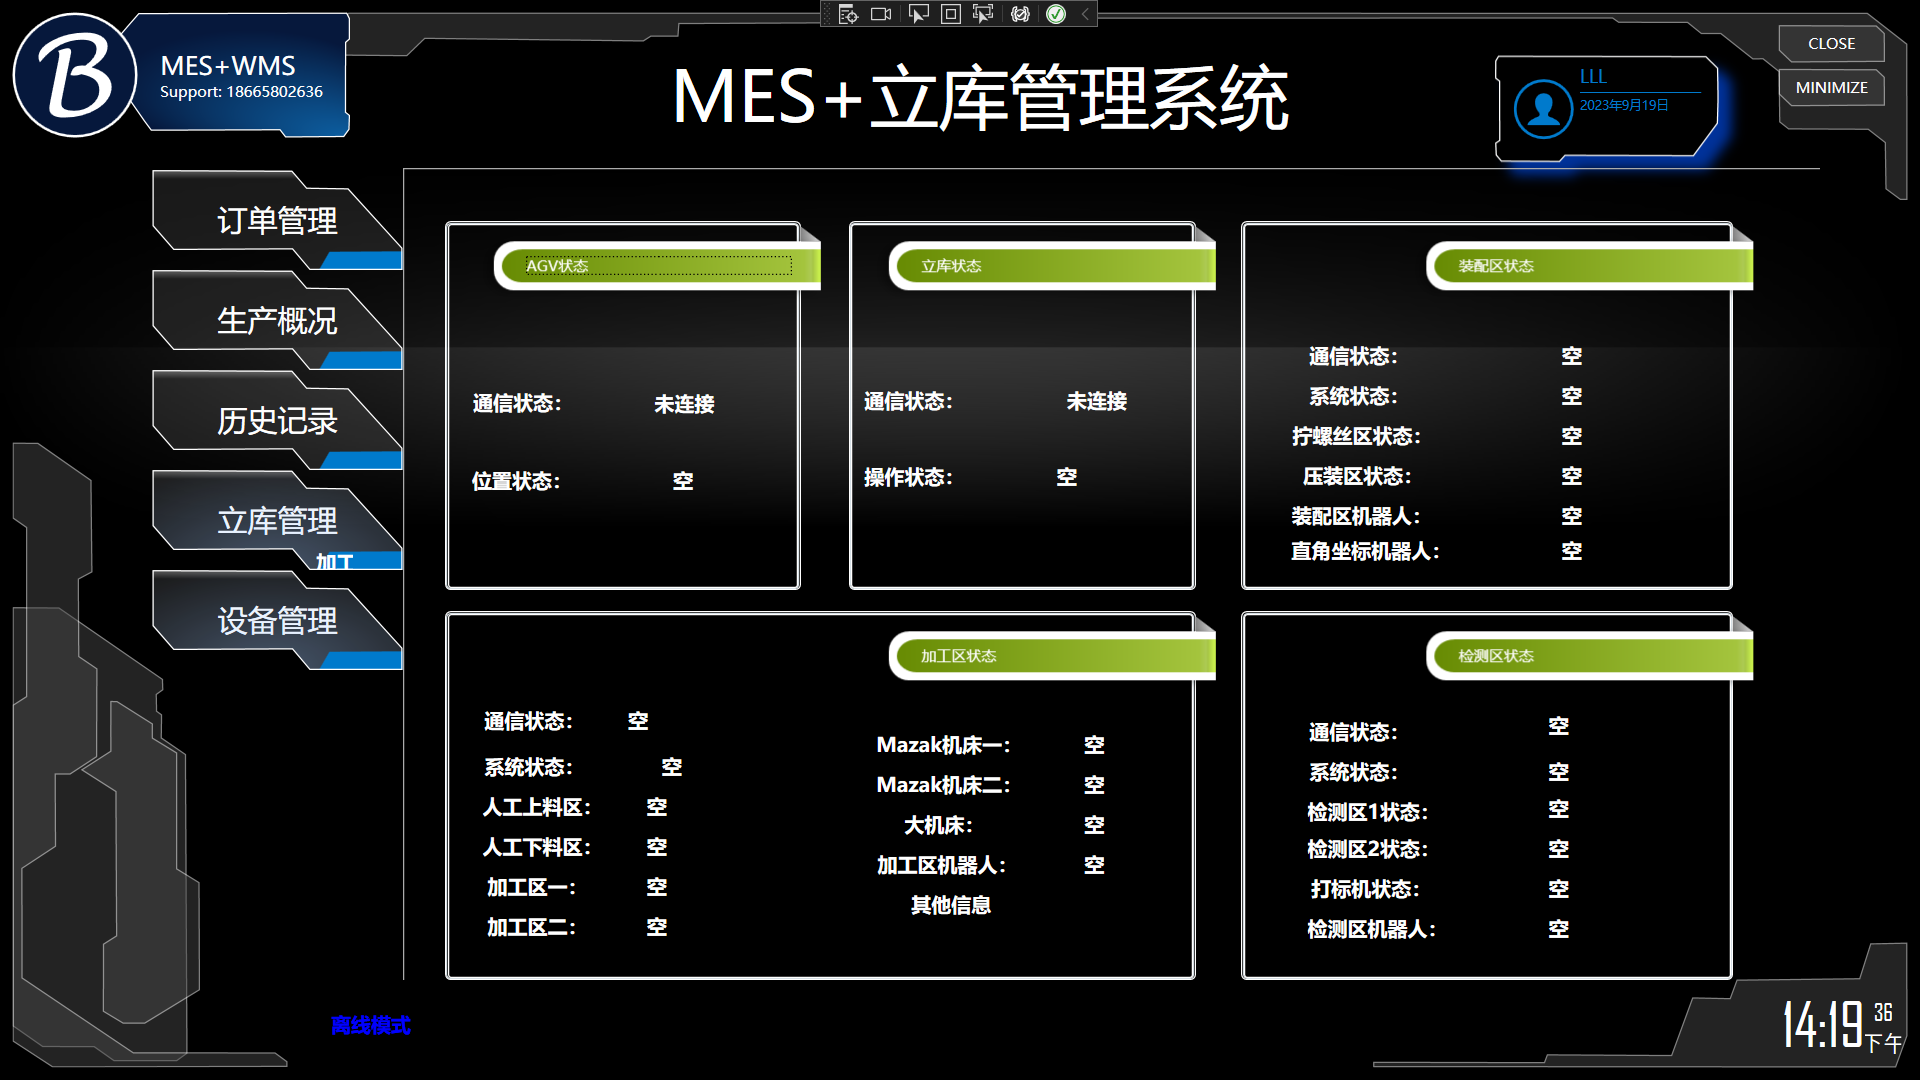 MES+WMS
Support: 18665802636
MES+立库管理系统
LLL
2023年9月19日
CLOSE
MINIMIZE
订单管理
生产概况
历史记录
立库管理
加工
设备管理
AGV状态
通信状态: 未连接
位置状态: 空
立库状态
通信状态: 未连接
操作状态: 空
装配区状态
通信状态: 空
系统状态: 空
拧螺丝区状态: 空
压装区状态: 空
装配区机器人: 空
直角坐标机器人: 空
加工区状态
通信状态: 空
系统状态: 空
人工上料区: 空
人工下料区: 空
加工区一: 空
加工区二: 空
Mazak机床一: 空
Mazak机床二: 空
大机床: 空
加工区机器人: 空
其他信息
检测区状态
通信状态: 空
系统状态: 空
检测区1状态: 空
检测区2状态: 空
打标机状态: 空
检测区机器人: 空
离线模式
14:19 36
下午